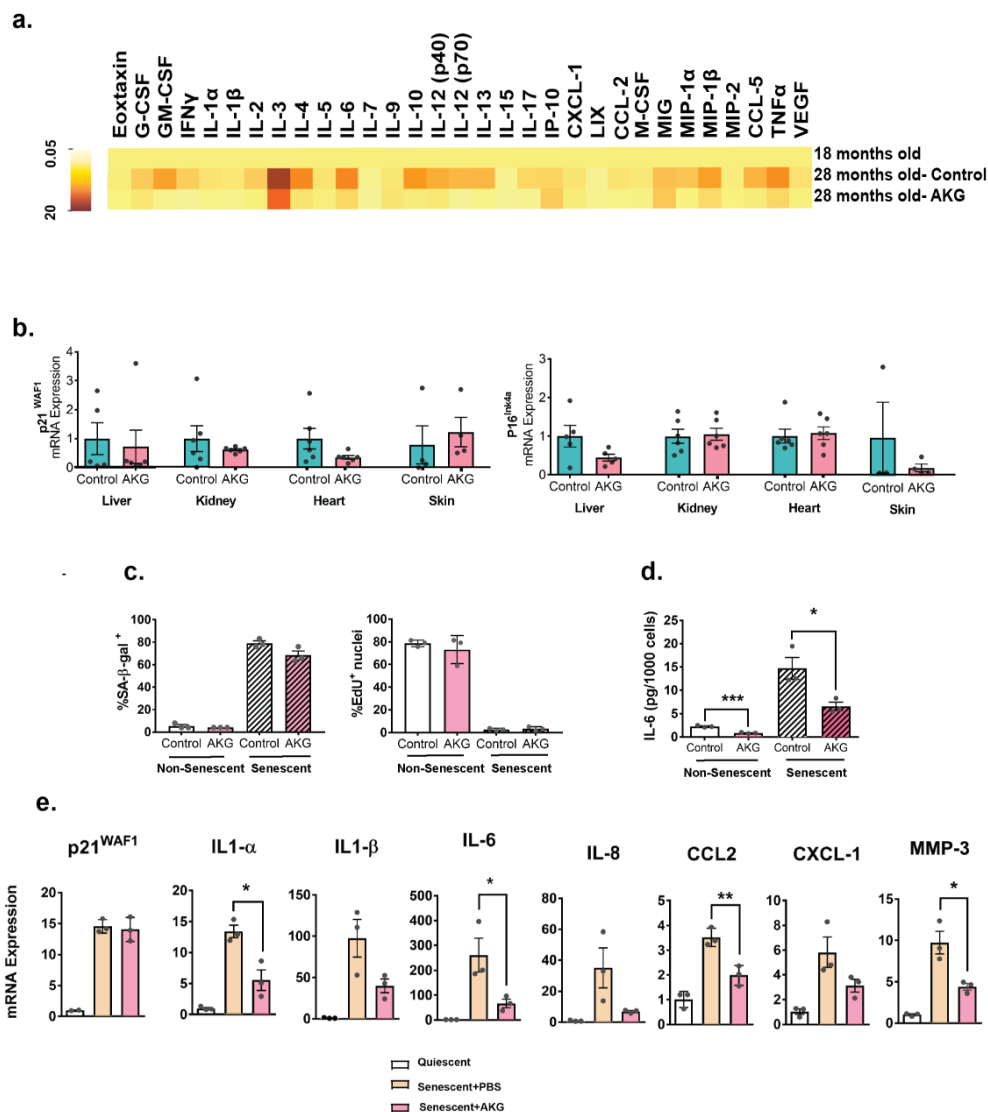 a.
Eoxtaxin G-CSF GM-CSF IFNγ IL-1α IL-1β IL-2 IL-3 IL-4 IL-5 IL-6 IL-7 IL-9 IL-10 IL-12 (p40) IL-12 (p70) IL-13 IL-15 IL-17 IP-10 CXCL-1 LIX CCL-2 M-CSF MIG MIP-1α MIP-1β MIP-2 CCL-5 TNFα VEGF
0.05
20
18 months old
28 months old- Control
28 months old- AKG
b.
p21 WAF1
mRNA Expression
4
3
2
1
0
Control AKG Control AKG Control AKG Control AKG
Liver Kidney Heart Skin
P16Ink4a
mRNA Expression
3
2
1
0
Control AKG Control AKG Control AKG Control AKG
Liver Kidney Heart Skin
-
c.
%SA-β-gal +
100
80
60
40
20
0
Control AKG Control AKG
Non-Senescent Senescent
%EdU+ nuclei
100
80
60
40
20
0
Control AKG Control AKG
Non-Senescent Senescent
d.
IL-6 (pg/1000 cells)
25
20
15
10
5
0
***
*
Control AKG Control AKG
Non-Senescent Senescent
e.
mRNA Expression
p21WAF1
20
15
10
5
0
IL1-α
20
15
10
5
0
*
IL1-β
150
100
50
0
IL-6
500
400
300
200
100
0
*
IL-8
80
60
40
20
0
CCL2
5
4
3
2
1
0
**
CXCL-1
10
8
6
4
2
0
MMP-3
15
10
5
0
*
Quiescent
Senescent+PBS
Senescent+AKG